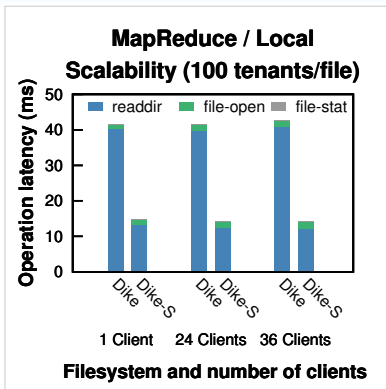 MapReduce / Local
Scalability (100 tenants/file)
Operation latency (ms)
50
40
30
20
10
0
readdir file-open file-stat
Dike Dike-S Dike Dike-S Dike Dike-S
1 Client 24 Clients 36 Clients
Filesystem and number of clients